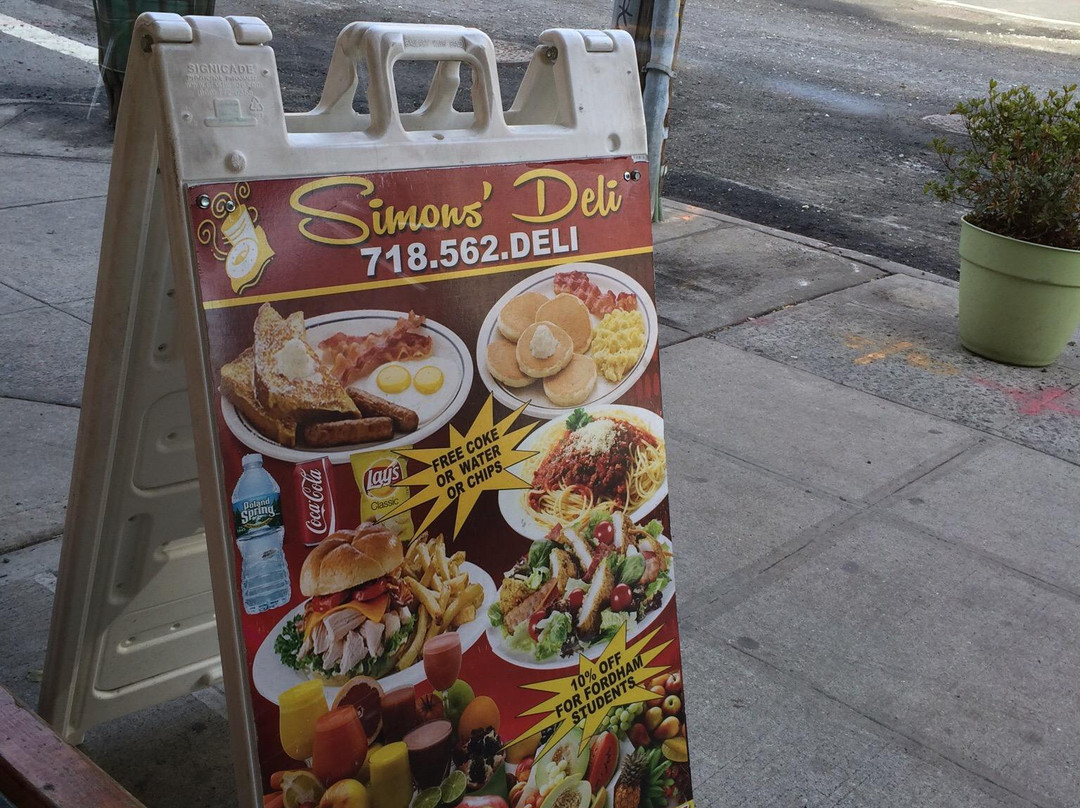 SIGNICADE
Simons' Deli
718.562.DELI
FREE COKE
OR WATER
OR CHIPS
Lay's
Classic
Poland
Spring
Coca-Cola
10% OFF
FOR FORDHAM
STUDENTS